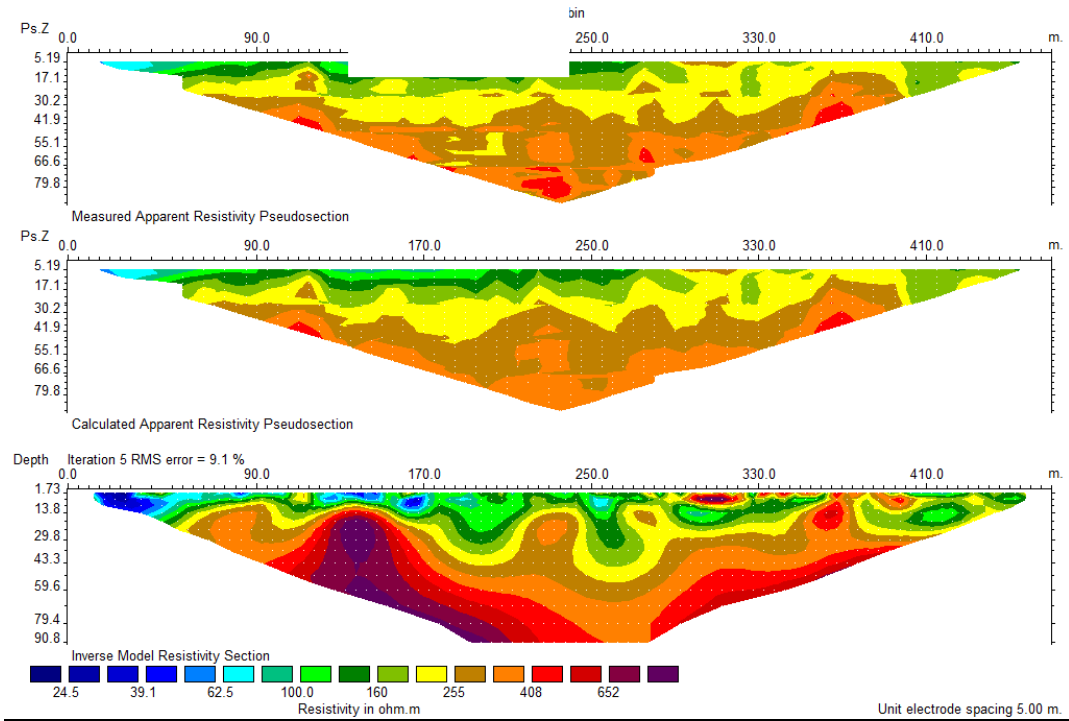 bin
Ps.Z 0.0 90.0 250.0 330.0 410.0 m.
5.19
17.1
30.2
41.9
55.1
66.6
79.8
Measured Apparent Resistivity Pseudosection
Ps.Z 0.0 90.0 170.0 250.0 330.0 410.0 m.
5.19
17.1
30.2
41.9
55.1
66.6
79.8
Calculated Apparent Resistivity Pseudosection
Depth Iteration 5 RMS error = 9.1 %
0.0 90.0 170.0 250.0 330.0 410.0 m.
1.73
13.8
29.8
43.3
59.6
79.4
90.8
Inverse Model Resistivity Section
24.5 39.1 62.5 100.0 160 255 408 652
Resistivity in ohm.m Unit electrode spacing 5.00 m.